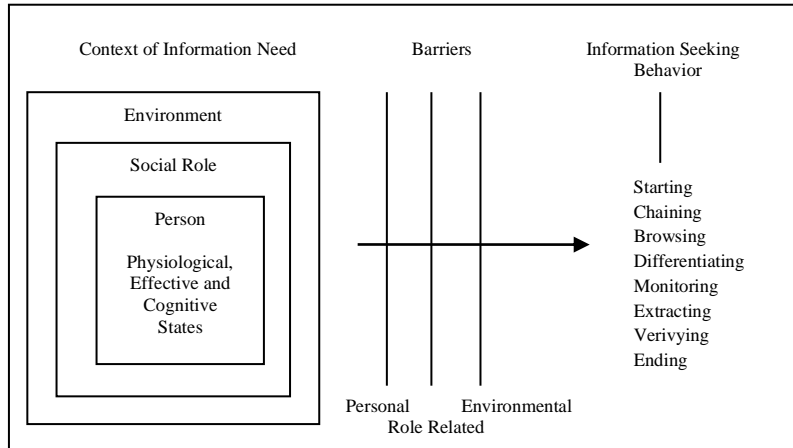 Context of Information Need
Barriers
Information Seeking
Behavior
Environment
Social Role
Person
Physiological,
Effective and
Cognitive
States
Personal
Environmental
Role Related
Starting
Chaining
Browsing
Differentiating
Monitoring
Extracting
Verivying
Ending